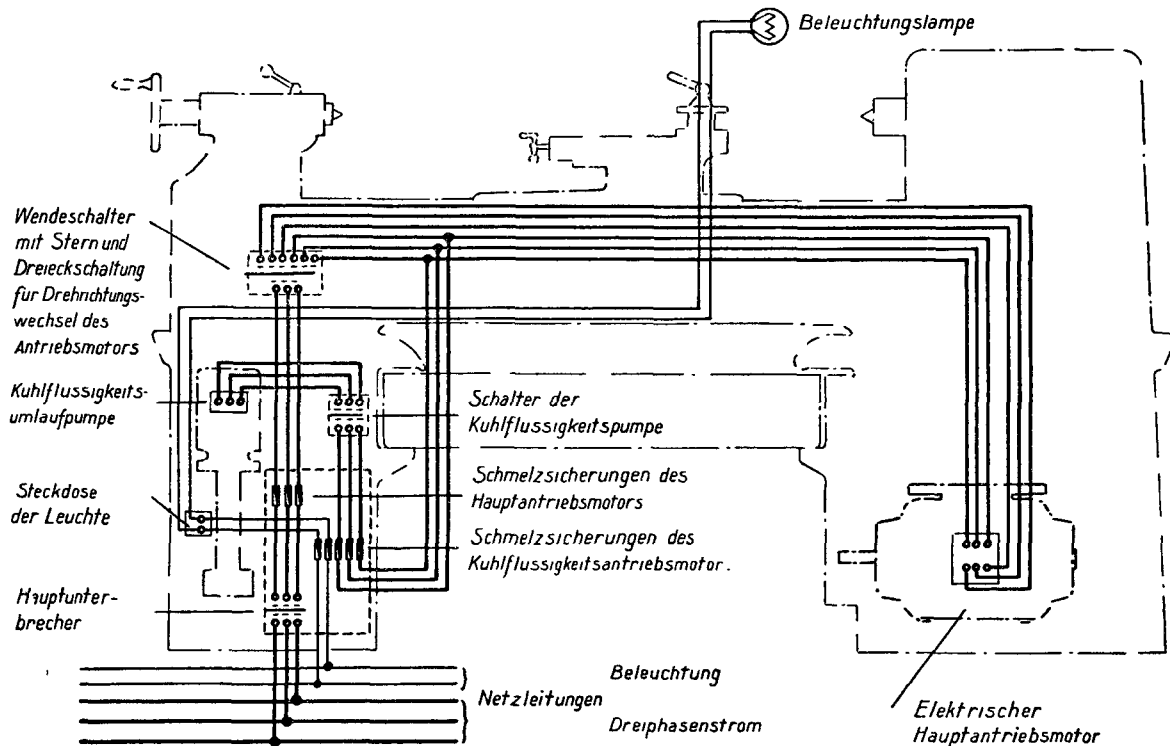 Beleuchtungslampe
Wendeschalter
mit Stern und
Dreieckschaltung
für Drehrichtungs-
wechsel des
Antriebsmotors
Kuhlflussigkeits-
umlaufpumpe
Schalter der
Kuhlflussigkeitspumpe
Steckdose
der Leuchte
Schmelzsicherungen des
Hauptantriebsmotors
Schmelzsicherungen des
Kuhlflussigkeitsantriebsmotor.
Hauptunter-
brecher
Beleuchtung
Netzleitungen
Dreiphasenstrom
Elektrischer
Hauptantriebsmotor